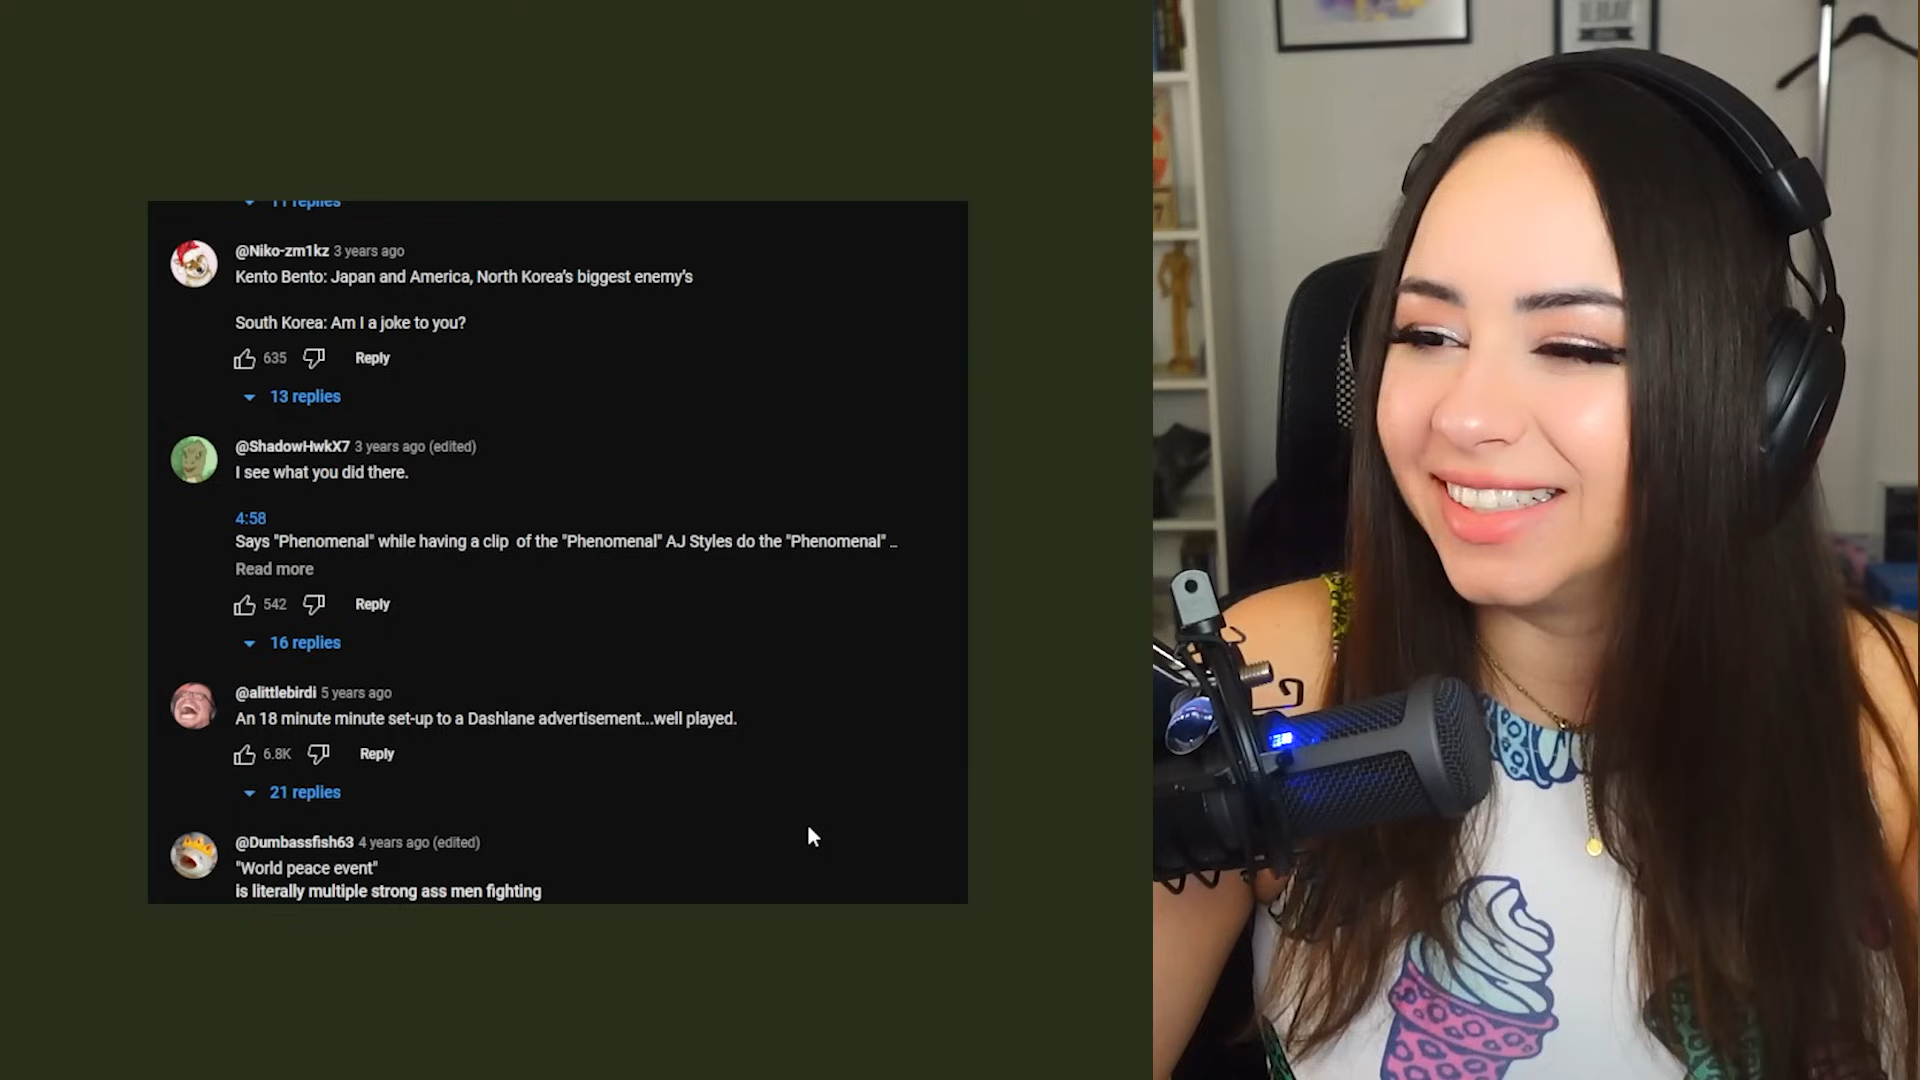 11 replies
@Niko-zm1kz 3 years ago
Kento Bento: Japan and America, North Korea's biggest enemy's
South Korea: Am I a joke to you?
635 Reply
13 replies
@ShadowHwkX7 3 years ago (edited)
I see what you did there.
4:58
Says "Phenomenal" while having a clip of the "Phenomenal" AJ Styles do the "Phenomenal" ...
Read more
542 Reply
16 replies
@alittlebirdi 5 years ago
An 18 minute minute set-up to a Dashlane advertisement...well played.
6.8K Reply
21 replies
@Dumbassfish63 4 years ago (edited)
"World peace event"
is literally multiple strong ass men fighting